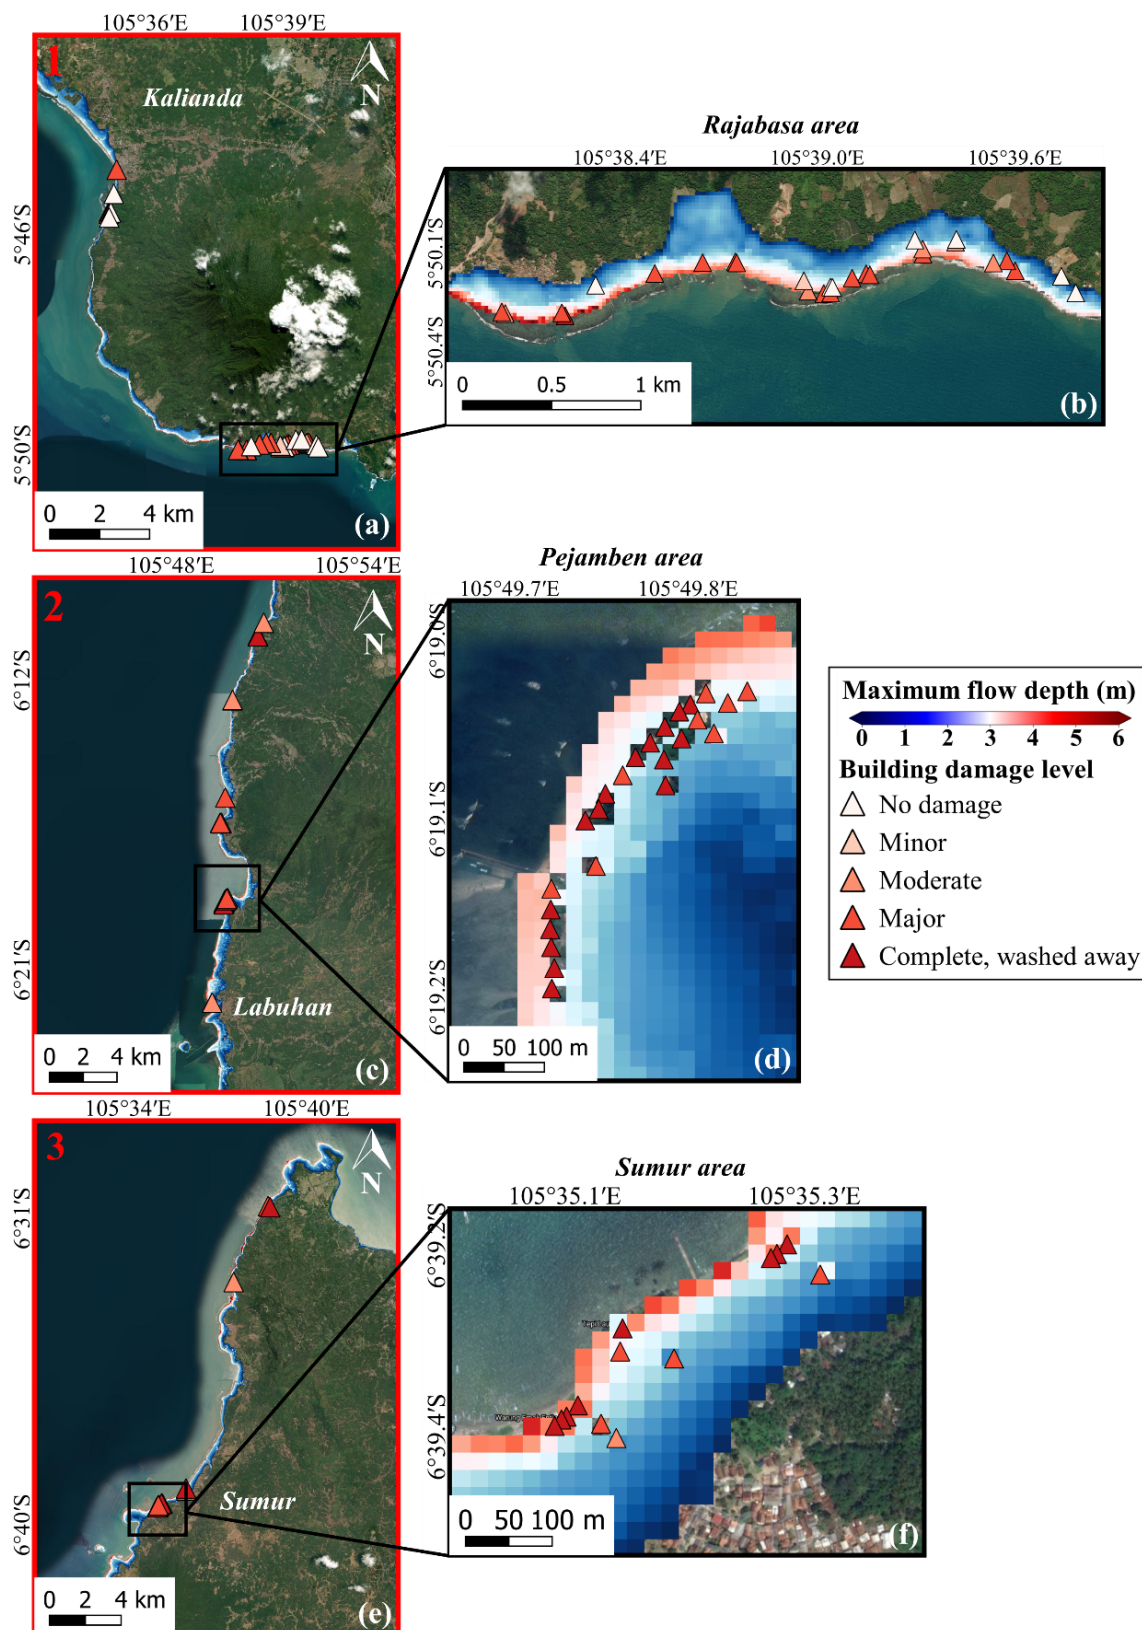 105°36′E 105°39′E
1
Kalianda
N
5°46′S
5°50′S
0 2 4 km
(a)
Rajabasa area
105°38.4′E 105°39.0′E 105°39.6′E
5°50.1′S
5°50.4′S
0 0.5 1 km
(b)
105°48′E 105°54′E
2
N
6°12′S
6°21′S
Labuhan
0 2 4 km
(c)
Pejamben area
105°49.7′E 105°49.8′E
6°19.0′S
6°19.1′S
6°19.2′S
0 50 100 m
(d)
Maximum flow depth (m)
0 1 2 3 4 5 6
Building damage level
No damage
Minor
Moderate
Major
Complete, washed away
105°34′E 105°40′E
3
N
6°31′S
6°40′S
Sumur
0 2 4 km
(e)
Sumur area
105°35.1′E 105°35.3′E
6°39.2′S
6°39.4′S
0 50 100 m
(f)